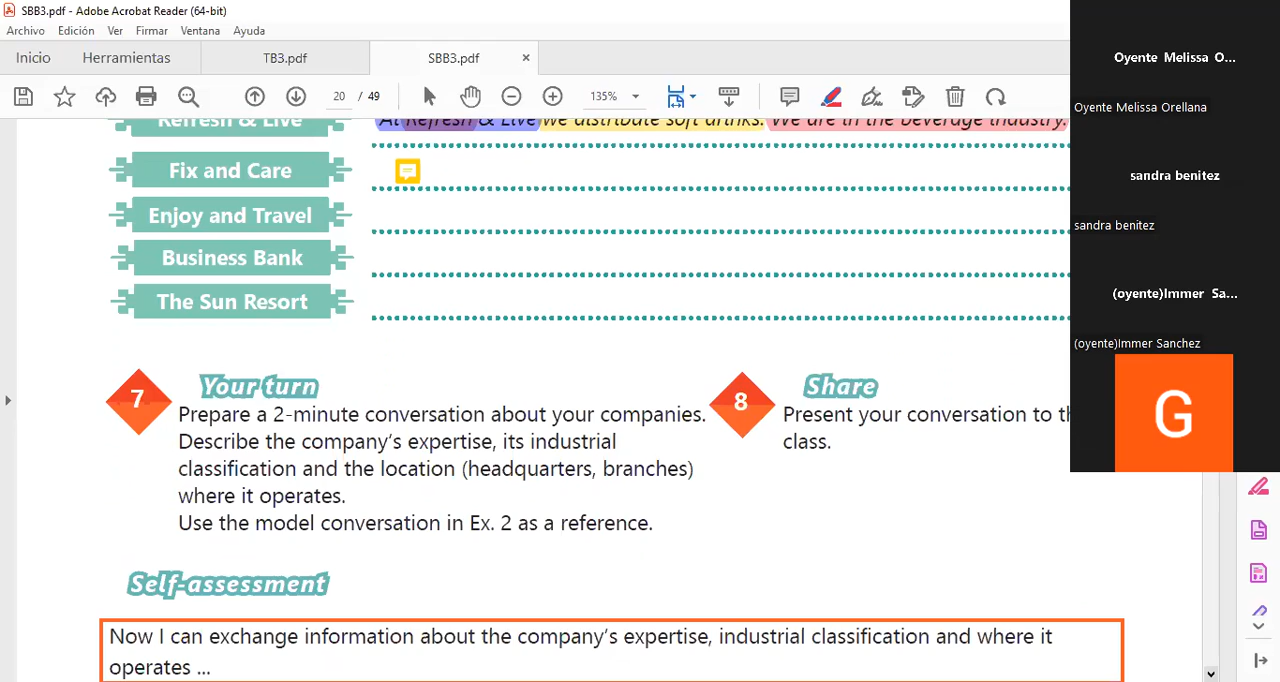 SBB3.pdf - Adobe Acrobat Reader (64-bit)
Archivo Edición Ver Firmar Ventana Ayuda
Inicio Herramientas TB3.pdf SBB3.pdf ×
20 / 49 135%
Refresh & Live At Refresh & Live we distribute soft drinks. We are in the beverage industry.
Fix and Care
Enjoy and Travel
Business Bank
The Sun Resort
7 Your turn
Prepare a 2-minute conversation about your companies.
Describe the company's expertise, its industrial
classification and the location (headquarters, branches)
where it operates.
Use the model conversation in Ex. 2 as a reference.
8 Share
Present your conversation to th
class.
Self-assessment
Now I can exchange information about the company's expertise, industrial classification and where it
operates ...
Oyente Melissa O...
Oyente Melissa Orellana
sandra benitez
sandra benitez
(oyente)Immer Sa...
(oyente)Immer Sanchez
G